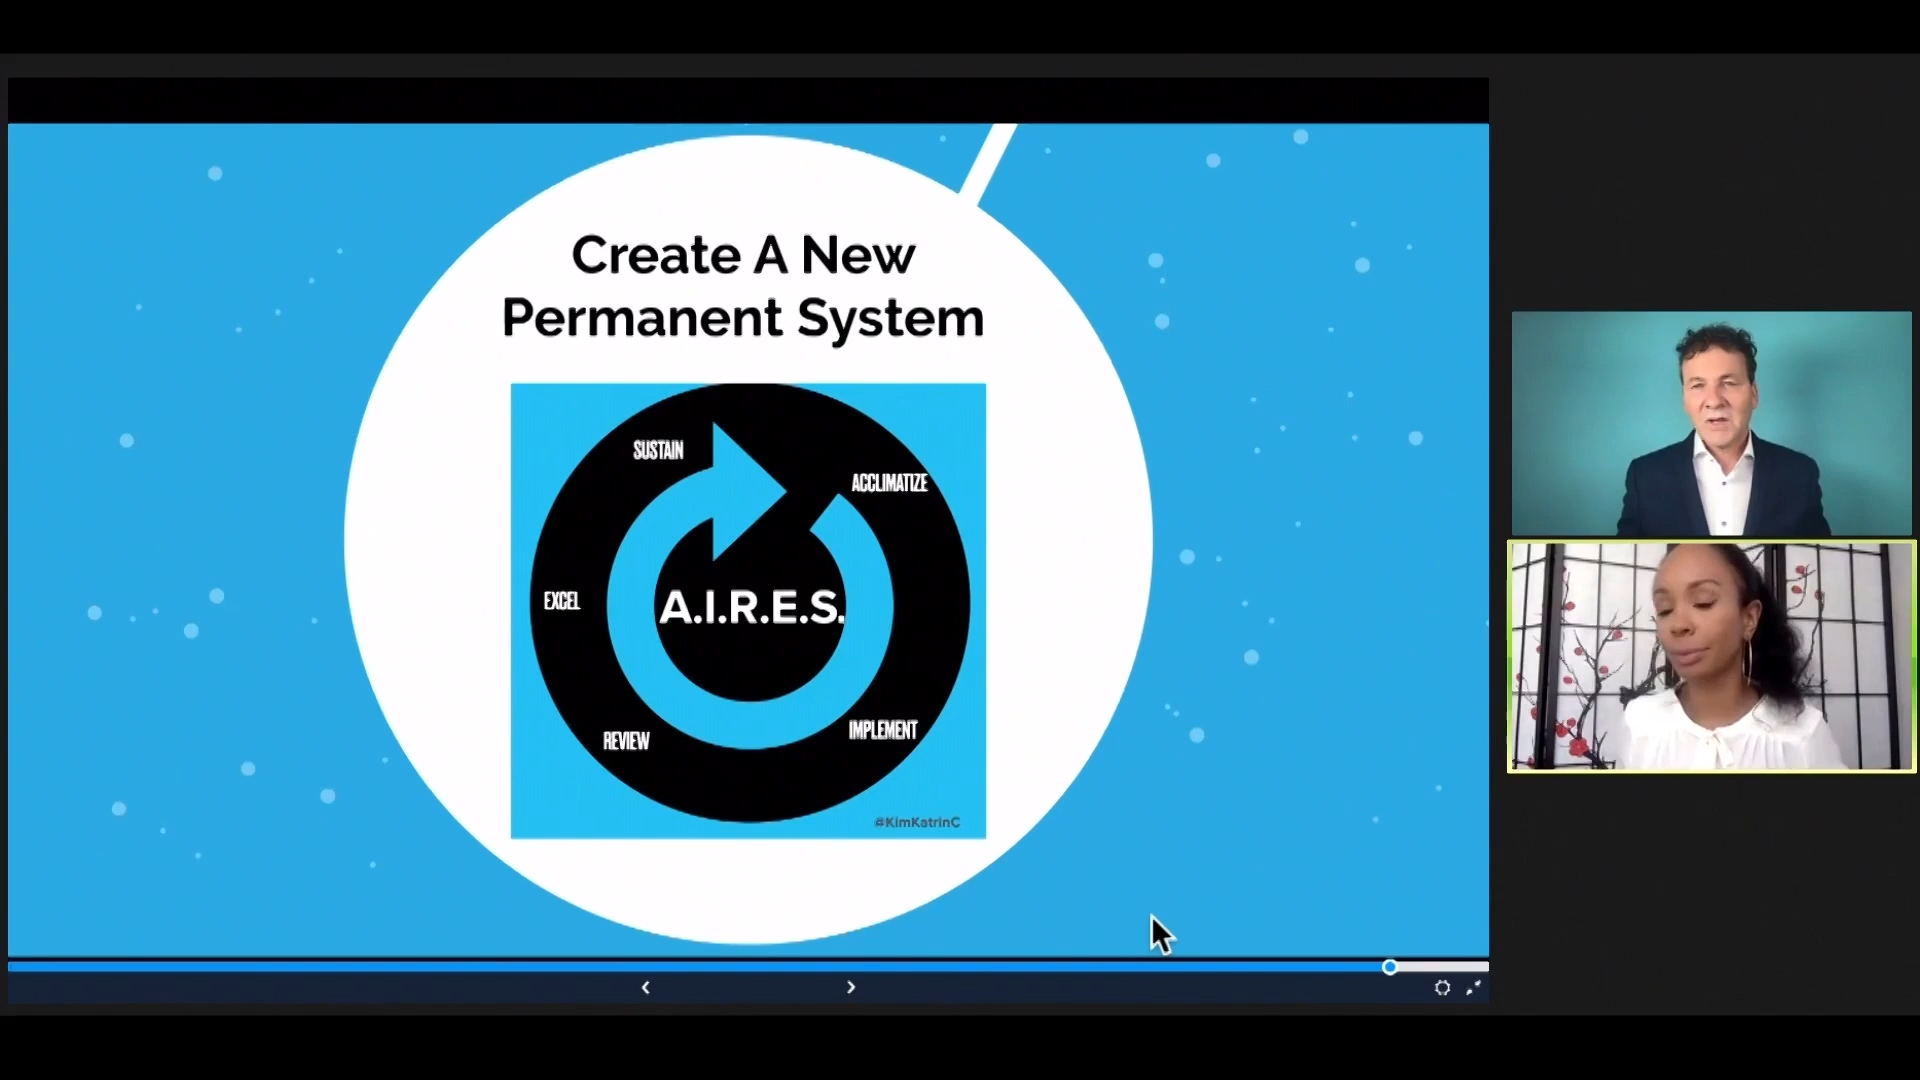 Create A New
Permanent System
SUSTAIN
ACCLIMATIZE
EXCEL
A.I.R.E.S.
REVIEW
IMPLEMENT
@KimKatrinC